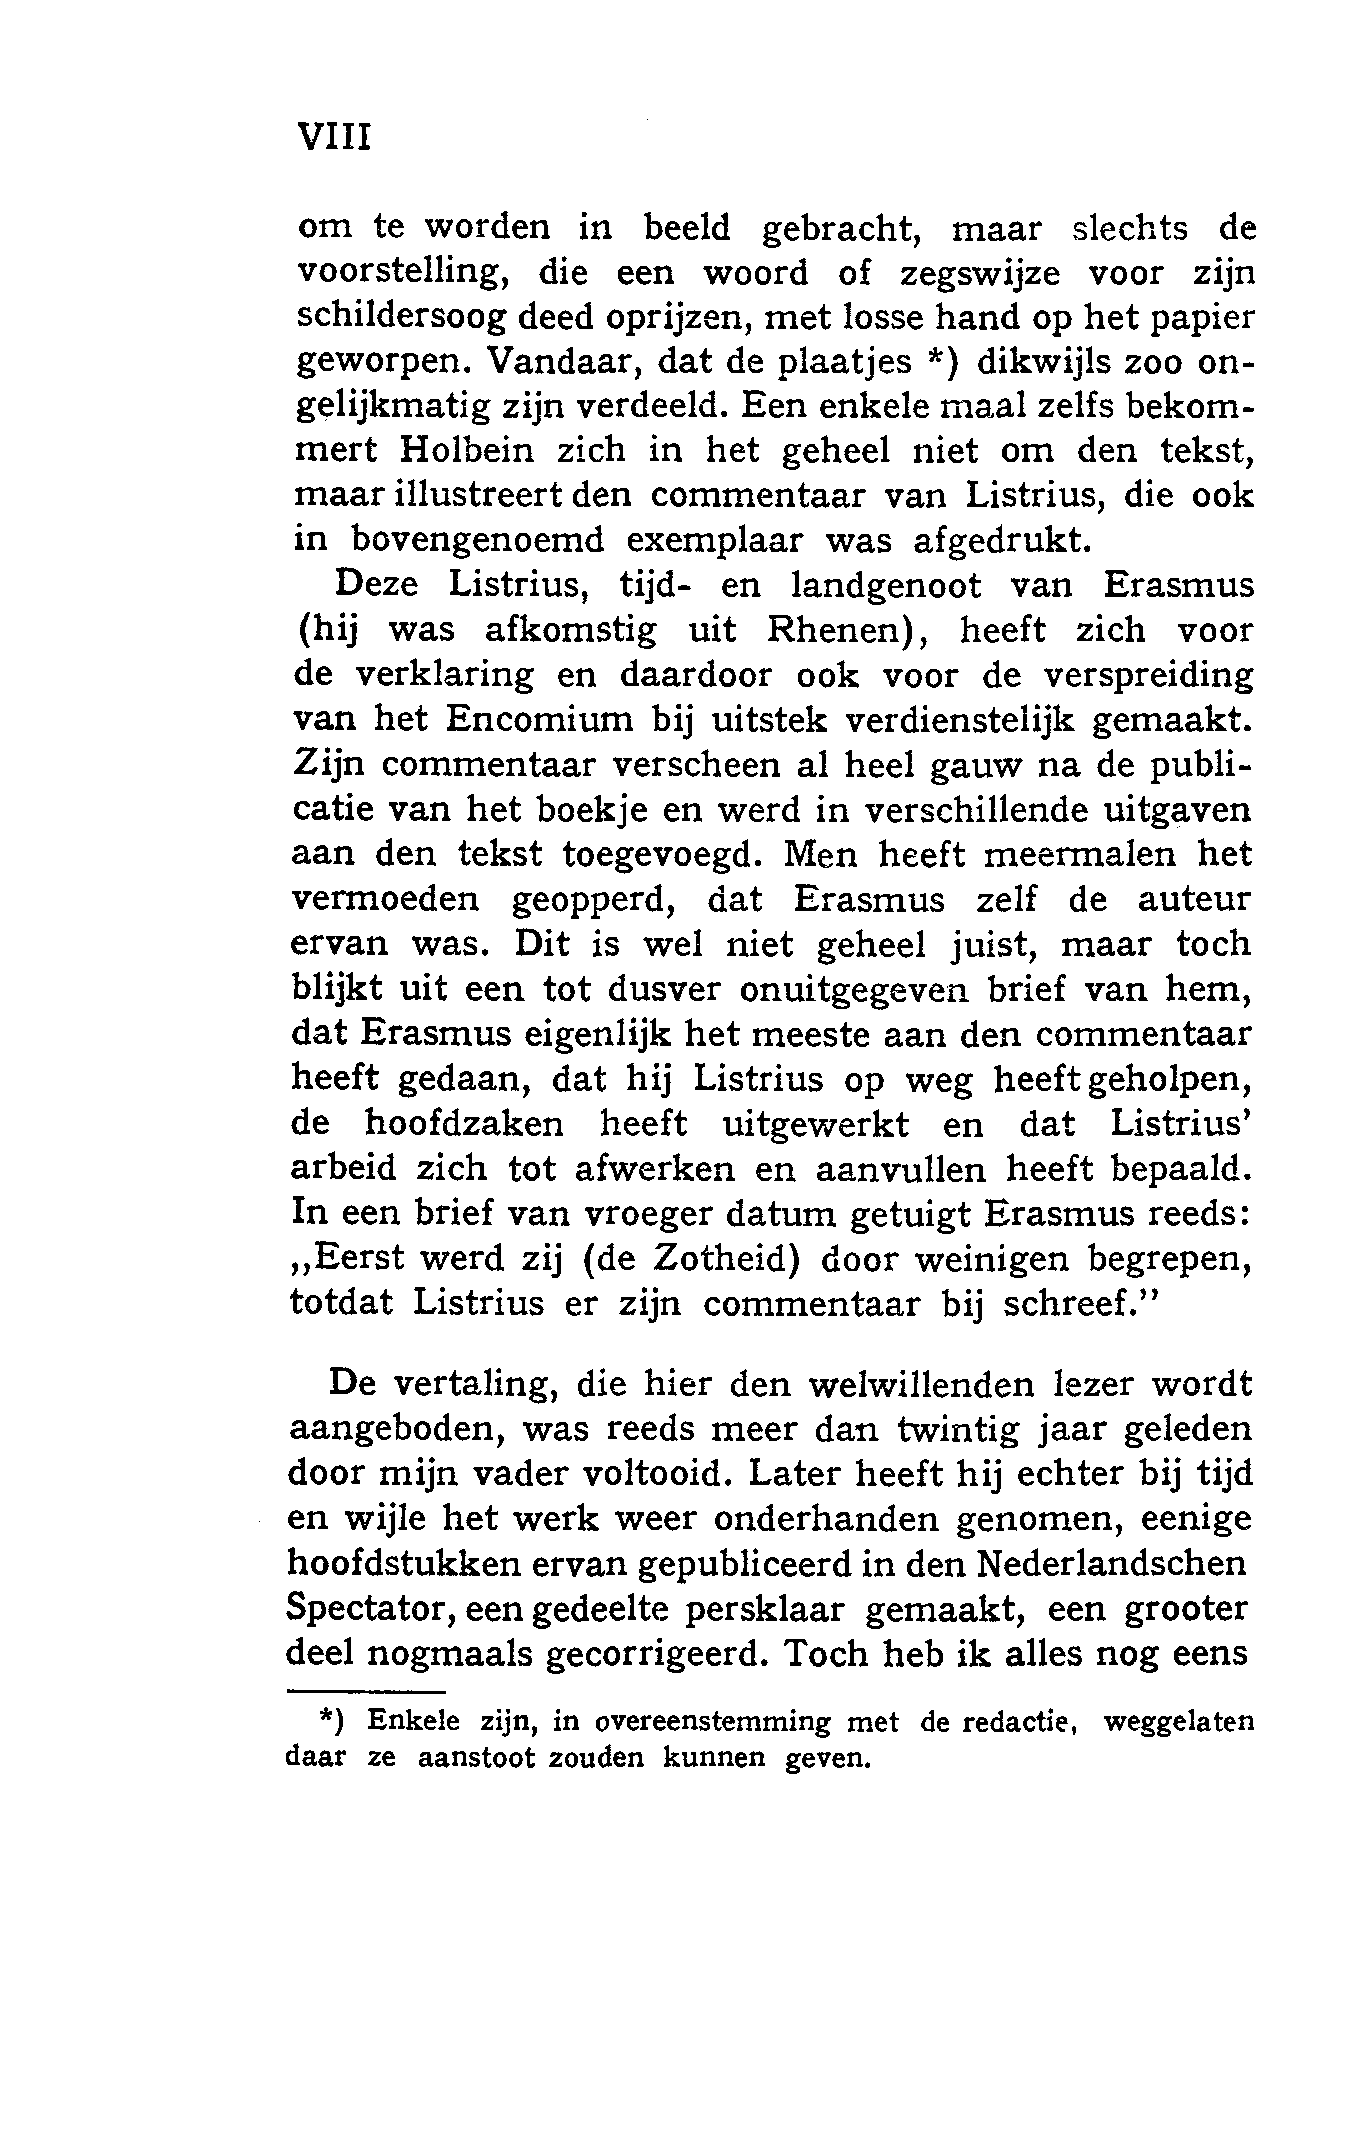 VIII
om te worden in beeld gebracht, maar slechts de
voorstelling, die een woord of zegswijze voor zijn
schildersoog deed oprijzen, met losse hand op het papier
geworpen. Vandaar, dat de plaatjes *) dikwijls zoo on-
gelijkmatig zijn verdeeld. Een enkele maal zelfs bekom-
mert Holbein zich in het geheel niet om den tekst,
maar illustreert den commentaar van Listrius, die ook
in bovengenoemd exemplaar was afgedrukt.
Deze Listrius, tijd- en landgenoot van Erasmus
(hij was afkomstig uit Rhenen), heeft zich voor
de verklaring en daardoor ook voor de verspreiding
van het Encomium bij uitstek verdienstelijk gemaakt.
Zijn commentaar verscheen al heel gauw na de publi-
catie van het boekje en werd in verschillende uitgaven
aan den tekst toegevoegd. Men heeft meermalen het
vermoeden geopperd, dat Erasmus zelf de auteur
ervan was. Dit is wel niet geheel juist, maar toch
blijkt uit een tot dusver onuitgegeven brief van hem,
dat Erasmus eigenlijk het meeste aan den commentaar
heeft gedaan, dat hij Listrius op weg heeft geholpen,
de hoofdzaken heeft uitgewerkt en dat Listrius'
arbeid zich tot afwerken en aanvullen heeft bepaald.
In een brief van vroeger datum getuigt Erasmus reeds:
„Eerst werd zij (de Zotheid) door weinigen begrepen,
totdat Listrius er zijn commentaar bij schreef.”
De vertaling, die hier den welwillenden lezer wordt
aangeboden, was reeds meer dan twintig jaar geleden
door mijn vader voltooid. Later heeft hij echter bij tijd
en wijle het werk weer onderhanden genomen, eenige
hoofdstukken ervan gepubliceerd in den Nederlandschen
Spectator, een gedeelte persklaar gemaakt, een grooter
deel nogmaals gecorrigeerd. Toch heb ik alles nog eens
*) Enkele zijn, in overeenstemming met de redactie, weggelaten
daar ze aanstoot zouden kunnen geven.